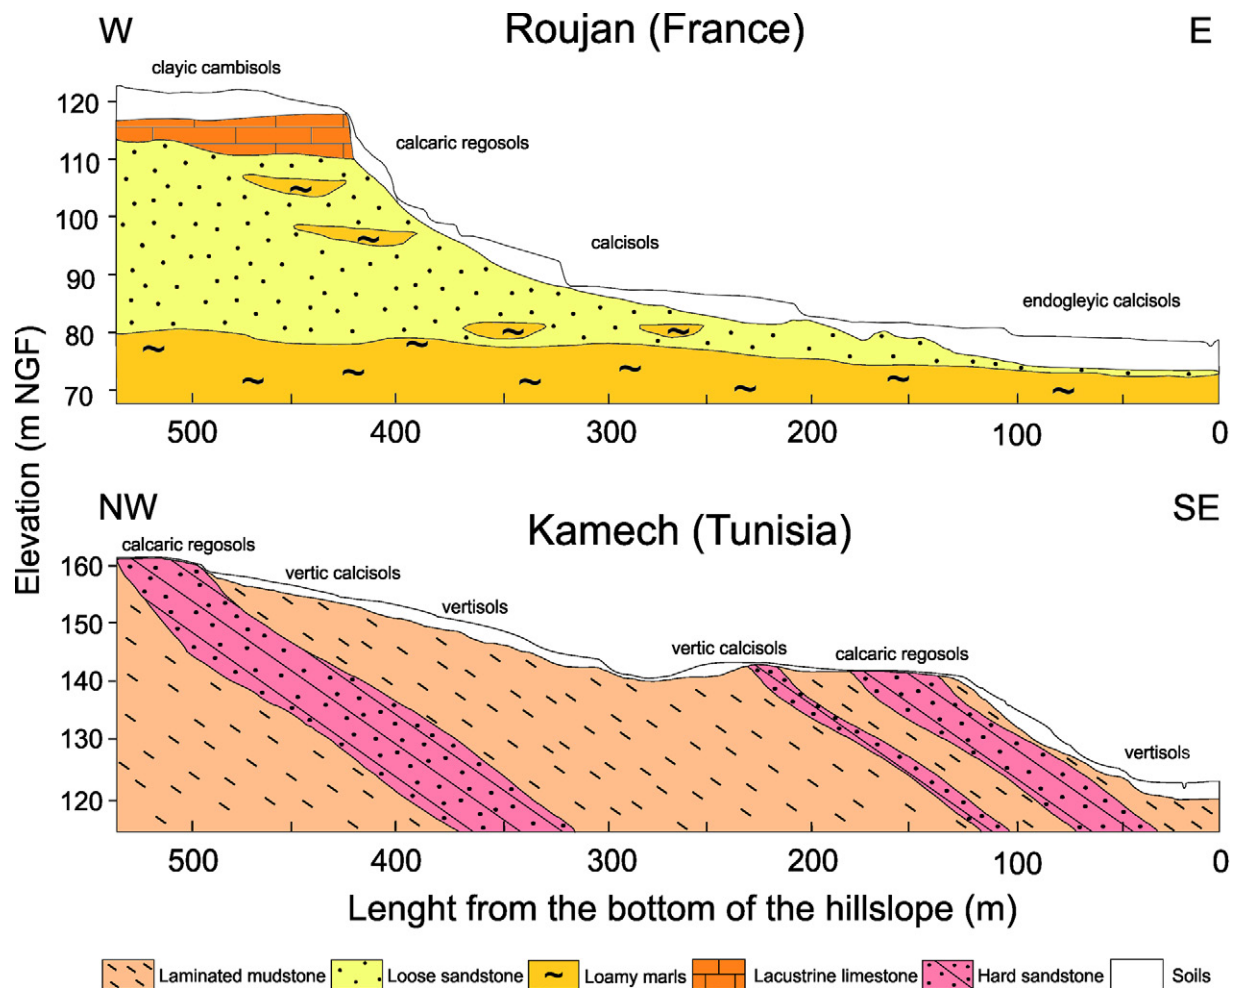 W
Roujan (France)
E
clayic cambisols
calcaric regosols
calcisols
endogleyic calcisols
120
110
100
90
80
70
500
400
300
200
100
0
Elevation (m NGF)
NW
Kamech (Tunisia)
SE
calcaric regosols
vertic calcisols
vertisols
vertic calcisols
calcaric regosols
vertisols
160
150
140
130
120
500
400
300
200
100
0
Lenght from the bottom of the hillslope (m)
Laminated mudstone
Loose sandstone
Loamy marls
Lacustrine limestone
Hard sandstone
Soils